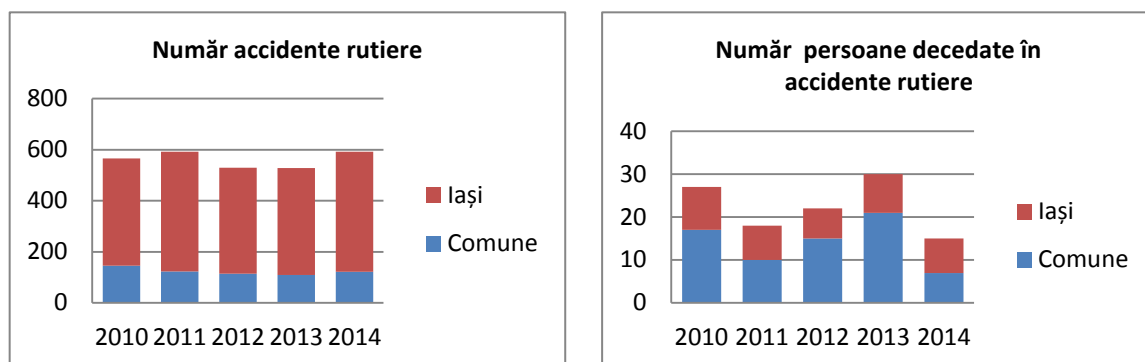 Număr accidente rutiere
800
600
400
200
0
2010 2011 2012 2013 2014
Iași
Comune
Număr persoane decedate în
accidente rutiere
40
30
20
10
0
2010 2011 2012 2013 2014
Iași
Comune